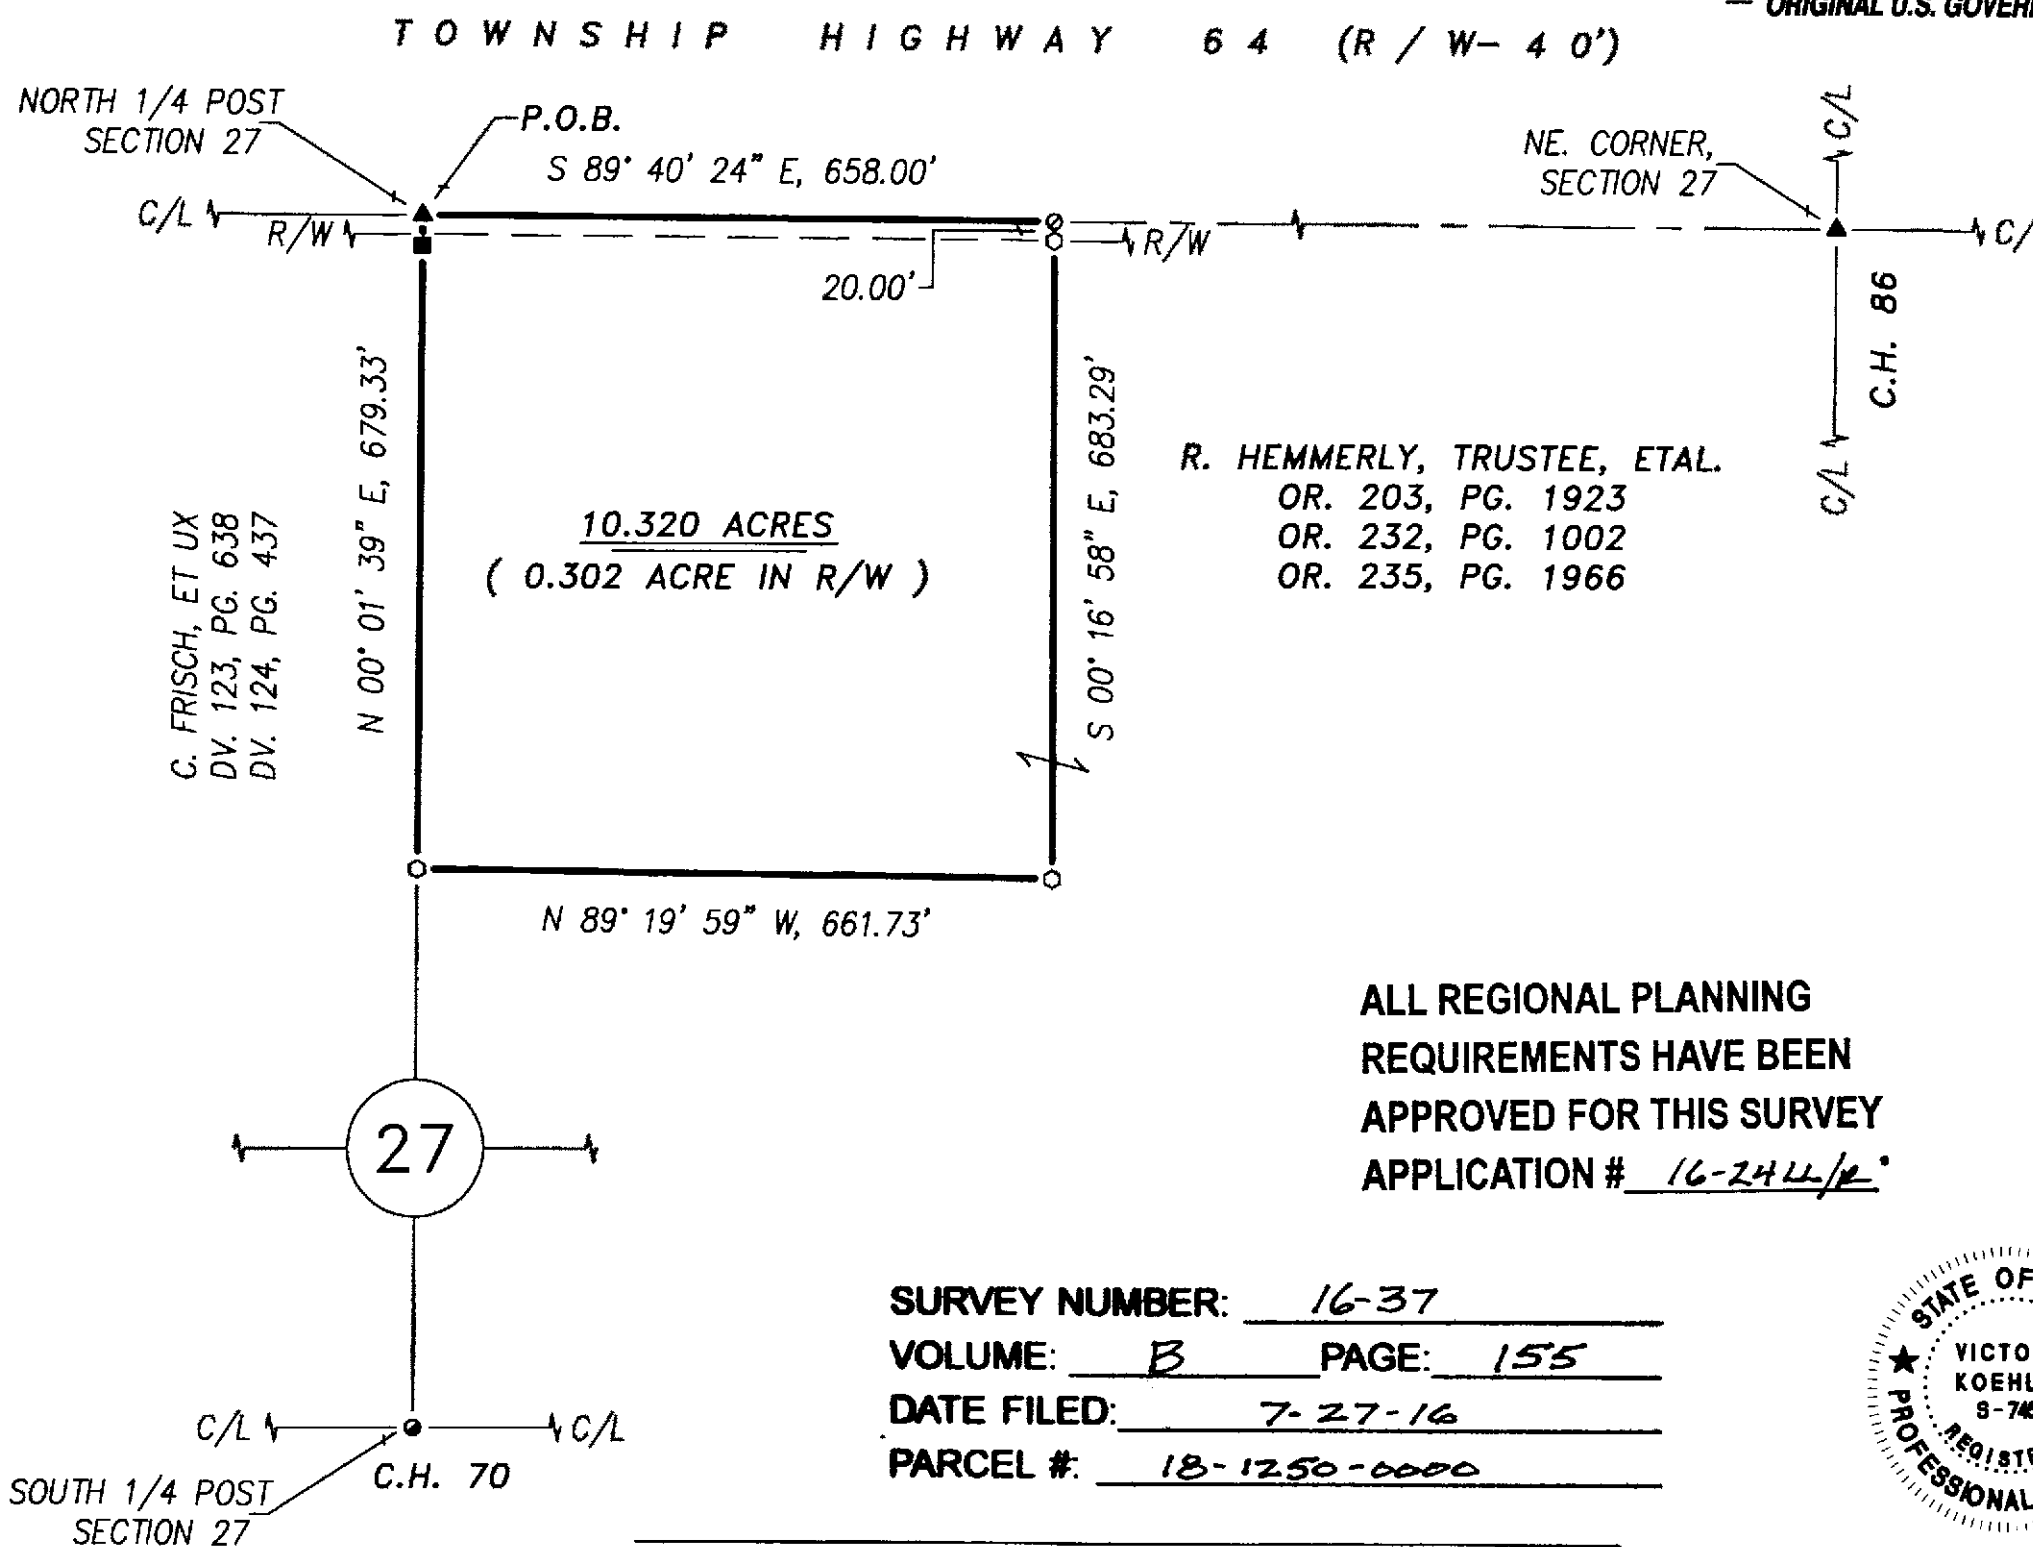 ORIGINAL U.S.
TOWNSHIP HIGHWAY 64 (R/W- 40')
NORTH 1/4 POST
SECTION 27
P.O.B.
S 89° 40' 24" E, 658.00'
NE. CORNER,
SECTION 27
C/L
C/L
R/W
R/W
C/
20.00'
C.H. 86
C/L
N 00° 01' 39" E, 679.33'
S 00° 16' 58" E, 683.29'
C. FRISCH, ET UX
DV. 123, PG. 638
DV. 124, PG. 437
10.320 ACRES
( 0.302 ACRE IN R/W )
R. HEMMERLY, TRUSTEE, ETAL.
OR. 203, PG. 1923
OR. 232, PG. 1002
OR. 235, PG. 1966
N 89° 19' 59" W, 661.73'
27
ALL REGIONAL PLANNING
REQUIREMENTS HAVE BEEN
APPROVED FOR THIS SURVEY
APPLICATION #
SURVEY NUMBER: 16-37
VOLUME: B PAGE: 155
DATE FILED: 7-27-16
PARCEL #: 18-1250-0000
C/L
C/L
C.H. 70
SOUTH 1/4 POST
SECTION 27
STATE OF
VICTO
KOEHL
PROFESSIONAL